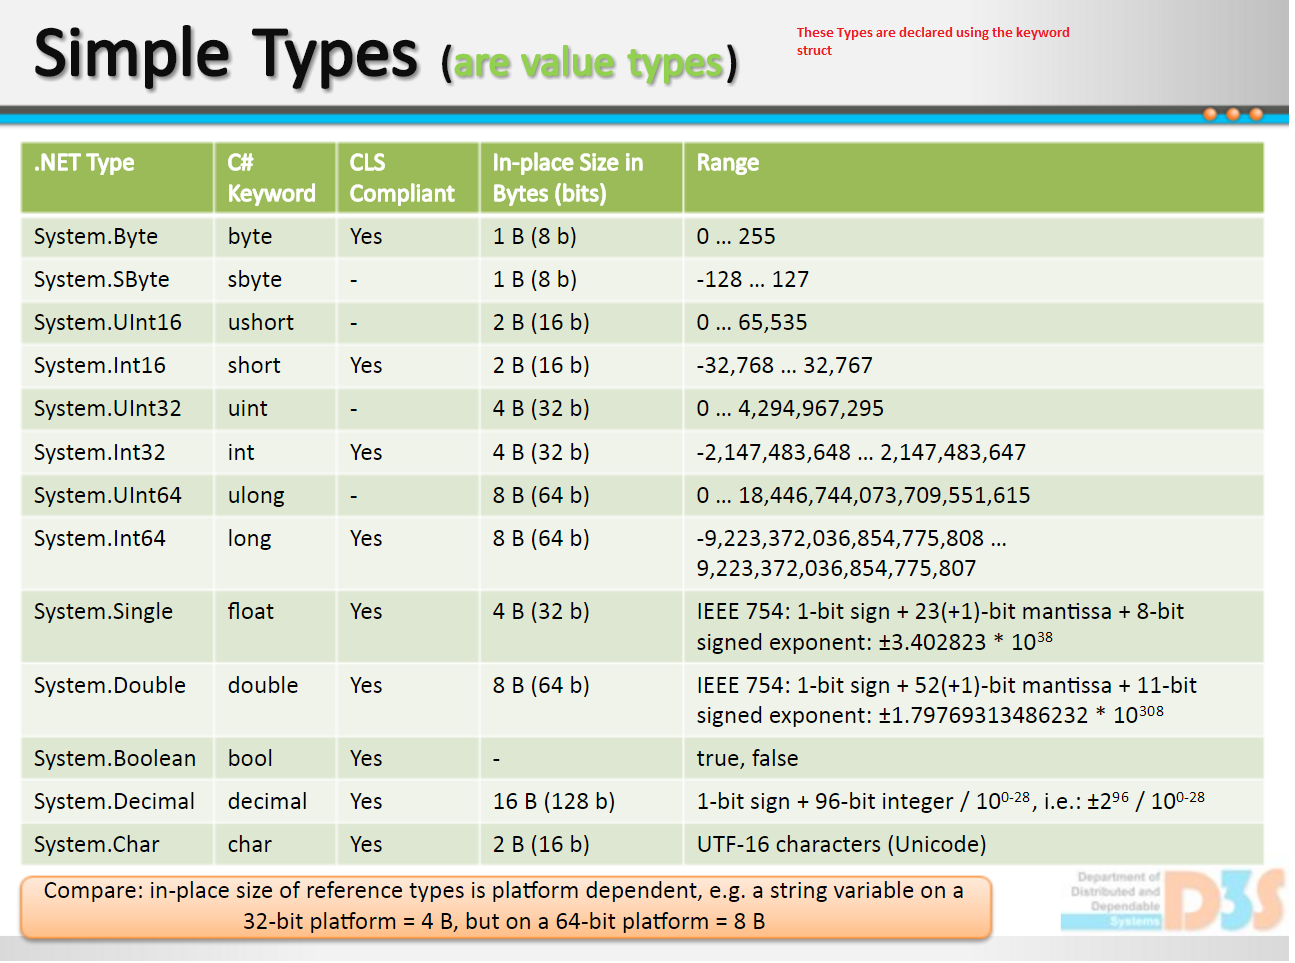 Simple Types (are value types)
These Types are declared using the keyword
struct
.NET Type C# Keyword CLS Compliant In-place Size in Bytes (bits) Range
System.Byte byte Yes 1 B (8 b) 0 … 255
System.SByte sbyte - 1 B (8 b) -128 … 127
System.UInt16 ushort - 2 B (16 b) 0 … 65,535
System.Int16 short Yes 2 B (16 b) -32,768 … 32,767
System.UInt32 uint - 4 B (32 b) 0 … 4,294,967,295
System.Int32 int Yes 4 B (32 b) -2,147,483,648 … 2,147,483,647
System.UInt64 ulong - 8 B (64 b) 0 … 18,446,744,073,709,551,615
System.Int64 long Yes 8 B (64 b) -9,223,372,036,854,775,808 …
9,223,372,036,854,775,807
System.Single float Yes 4 B (32 b) IEEE 754: 1-bit sign + 23(+1)-bit mantissa + 8-bit
signed exponent: ±3.402823 * 10³⁸
System.Double double Yes 8 B (64 b) IEEE 754: 1-bit sign + 52(+1)-bit mantissa + 11-bit
signed exponent: ±1.79769313486232 * 10³⁰⁸
System.Boolean bool Yes - true, false
System.Decimal decimal Yes 16 B (128 b) 1-bit sign + 96-bit integer / 10⁰⁻²⁸, i.e.: ±2⁹⁶ / 10⁰⁻²⁸
System.Char char Yes 2 B (16 b) UTF-16 characters (Unicode)
Compare: in-place size of reference types is platform dependent, e.g. a string variable on a
32-bit platform = 4 B, but on a 64-bit platform = 8 B
Department of
Distributed and
Dependable
Systems
D3S